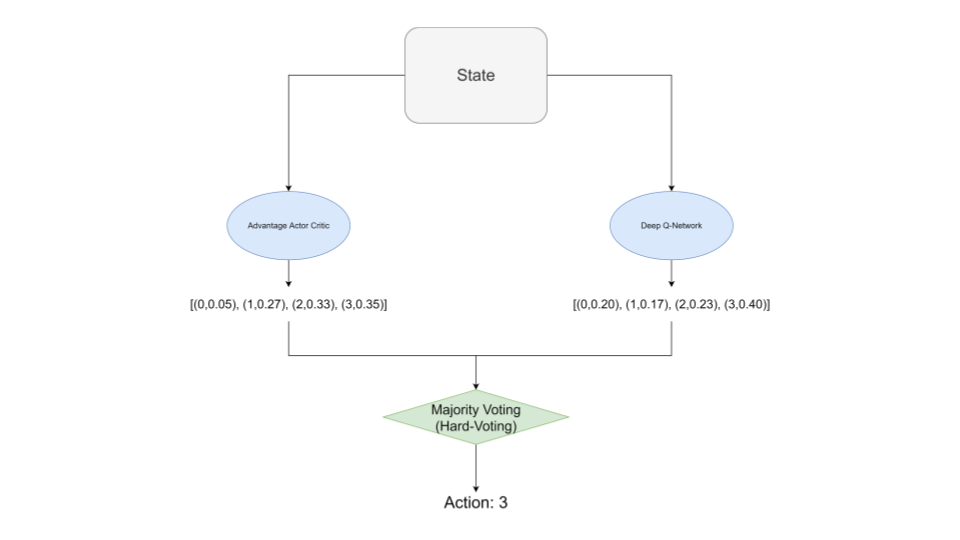 State
Advantage Actor Critic
Deep Q-Network
[(0,0.05), (1,0.27), (2,0.33), (3,0.35)]
[(0,0.20), (1,0.17), (2,0.23), (3,0.40)]
Majority Voting
(Hard-Voting)
Action: 3